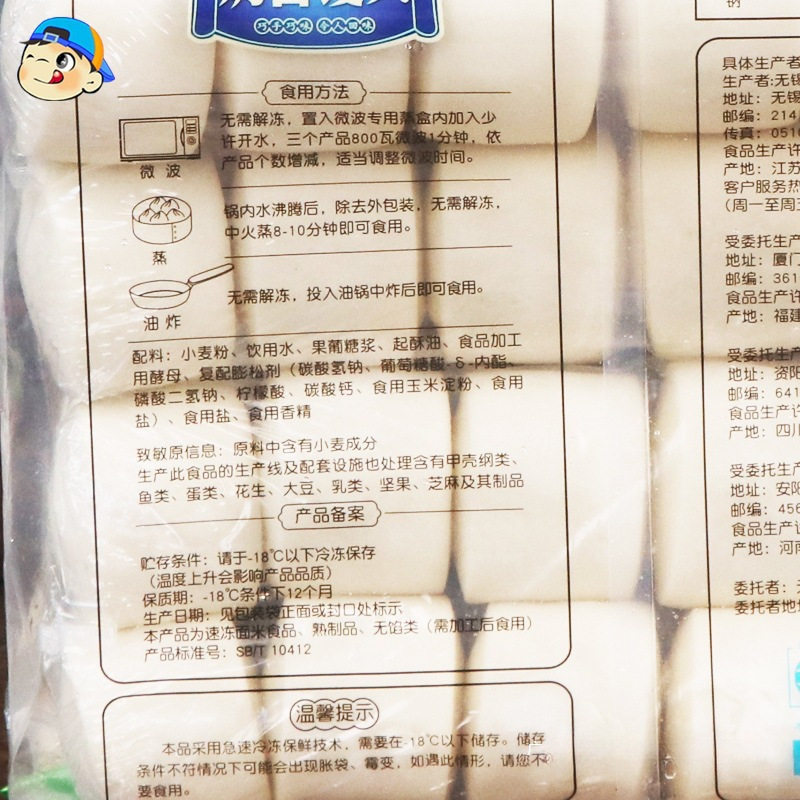 巧手巧味 令人回味
食用方法
无需解冻，置入微波专用蒸盒内加入少
许开水，三个产品800瓦微波1分钟，依
产品个数增减，适当调整微波时间。
微 波
锅内水沸腾后，除去外包装，无需解冻，
中火蒸8-10分钟即可食用。
蒸
无需解冻，投入油锅中炸后即可食用。
油 炸
配料：小麦粉、饮用水、果葡糖浆、起酥油、食品加工
用酵母、复配膨松剂（碳酸氢钠、葡萄糖酸-δ-内酯、
磷酸二氢钠、柠檬酸、碳酸钙、食用玉米淀粉、食用
盐）、食用盐、食用香精
致敏原信息：原料中含有小麦成分
生产此食品的生产线及配套设施也处理含有甲壳纲类、
鱼类、蛋类、花生、大豆、乳类、坚果、芝麻及其制品
产品备案
贮存条件：请于-18℃以下冷冻保存
（温度上升会影响产品品质）
保质期：-18℃条件下12个月
生产日期：见包装袋正面或封口处标示
本产品为速冻面米食品、熟制品、无馅类（需加工后食用）
产品标准号：SB/T 10412
温馨提示
本品采用急速冷冻保鲜技术，需要在-18℃以下储存。储存
条件不符情况下可能会出现胀袋、霉变，如遇此情形，请您不
要食用。
钠
具体生产者
生产者:无锡
地址：无锡
邮编：214
传真：051
食品生产许
产地：江苏
客户服务热
（周一至周
受委托生产
地址：厦门
邮编：361
食品生产许
产地：福建
受委托生产
地址：资阳
邮编：641
食品生产许
产地：四川
受委托生产
地址：安阳
邮编：456
食品生产许
产地：河南
委托者：
委托者地